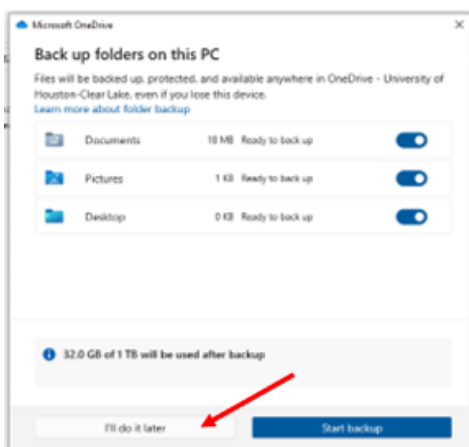 Microsoft OneDrive
Back up folders on this PC
Files will be backed up, protected, and available anywhere in OneDrive - University of
Houston-Clear Lake, even if you lose this device.
Learn more about folder backup
Documents 18 MB Ready to back up
Pictures 1 KB Ready to back up
Desktop 0 KB Ready to back up
32.0 GB of 1 TB will be used after backup
I'll do it later Start backup